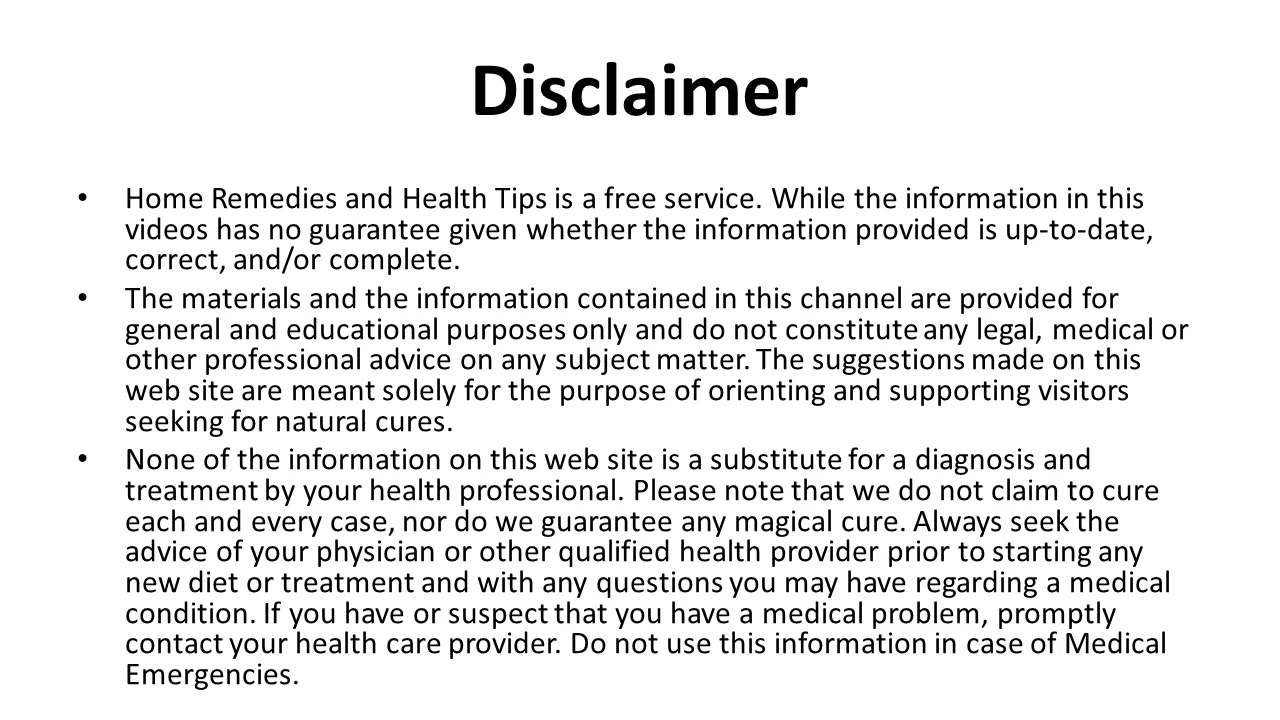 Disclaimer
• Home Remedies and Health Tips is a free service. While the information in this
videos has no guarantee given whether the information provided is up-to-date,
correct, and/or complete.
• The materials and the information contained in this channel are provided for
general and educational purposes only and do not constitute any legal, medical or
other professional advice on any subject matter. The suggestions made on this
web site are meant solely for the purpose of orienting and supporting visitors
seeking for natural cures.
• None of the information on this web site is a substitute for a diagnosis and
treatment by your health professional. Please note that we do not claim to cure
each and every case, nor do we guarantee any magical cure. Always seek the
advice of your physician or other qualified health provider prior to starting any
new diet or treatment and with any questions you may have regarding a medical
condition. If you have or suspect that you have a medical problem, promptly
contact your health care provider. Do not use this information in case of Medical
Emergencies.